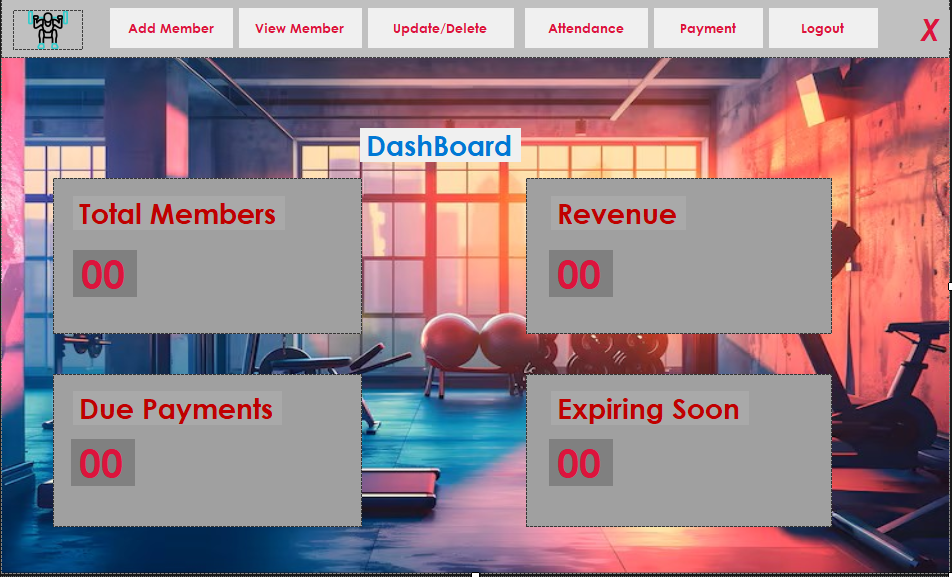 Add Member
View Member
Update/Delete
Attendance
Payment
Logout
X
DashBoard
Total Members
00
Revenue
00
Due Payments
00
Expiring Soon
00